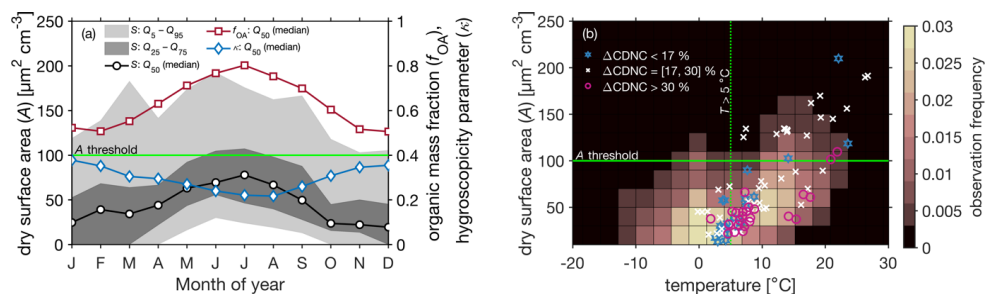 (a)
S: Q₅ – Q₉₅
S: Q₂₅ - Q₇₅
S: Q₅₀ (median)
f_OA: Q₅₀ (median)
κ: Q₅₀ (median)
A threshold
250
200
150
100
50
0
dry surface area (A) [μm² cm⁻³]
J F M A M J J A S O N D
Month of year
1
0.8
0.6
0.4
0.2
0
organic mass fraction (f_OA),
hygroscopicity parameter (κ)
(b)
ΔCDNC < 17 %
ΔCDNC = [17, 30] %
ΔCDNC > 30 %
T > 5 °C
A threshold
250
200
150
100
50
0
dry surface area (A) [μm² cm⁻³]
-20 -10 0 10 20 30
temperature [°C]
0.03
0.025
0.02
0.015
0.01
0.005
0
observation frequency